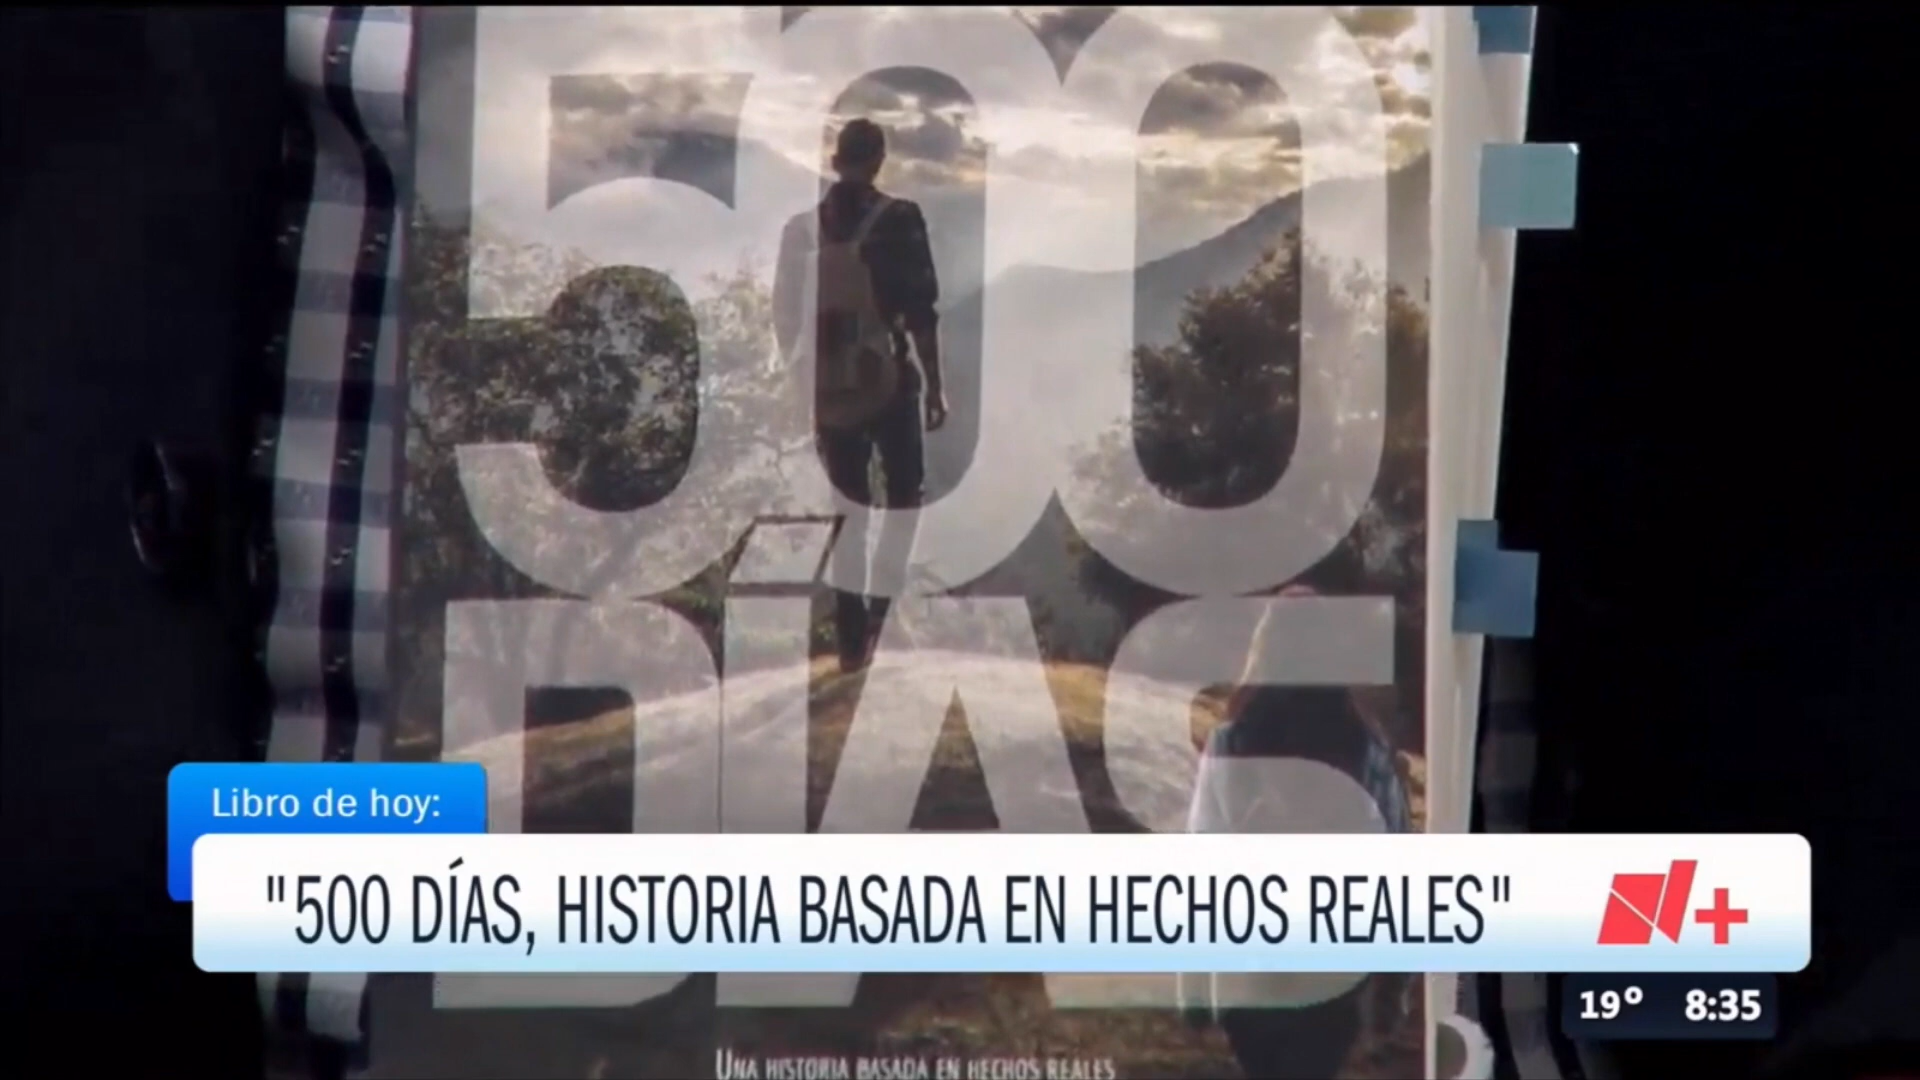 500
DÍAS
Libro de hoy:
"500 DÍAS, HISTORIA BASADA EN HECHOS REALES"
N+
19° 8:35
UNA HISTORIA BASADA EN HECHOS REALES